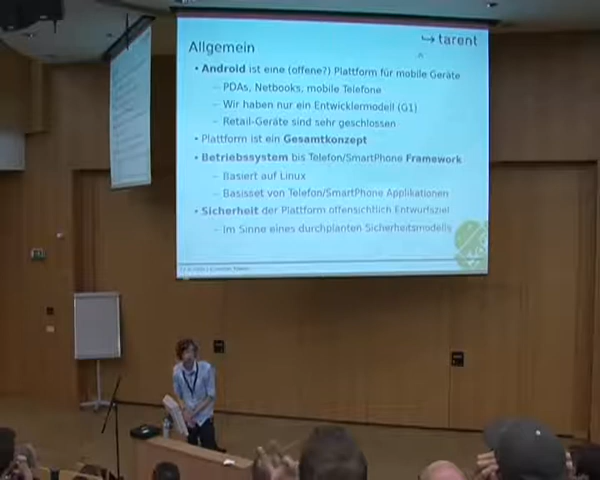 Allgemein
tarent
• Android ist eine (offene?) Plattform für mobile Geräte
– PDAs, Netbooks, mobile Telefone
– Wir haben nur ein Entwicklermodell (G1)
– Retail-Geräte sind sehr geschlossen
• Plattform ist ein Gesamtkonzept
• Betriebssystem bis Telefon/SmartPhone Framework
– Basiert auf Linux
– Basisset von Telefon/SmartPhone Applikationen
• Sicherheit der Plattform offensichtlich Entwurfsziel
– Im Sinne eines durchplanten Sicherheitsmodells